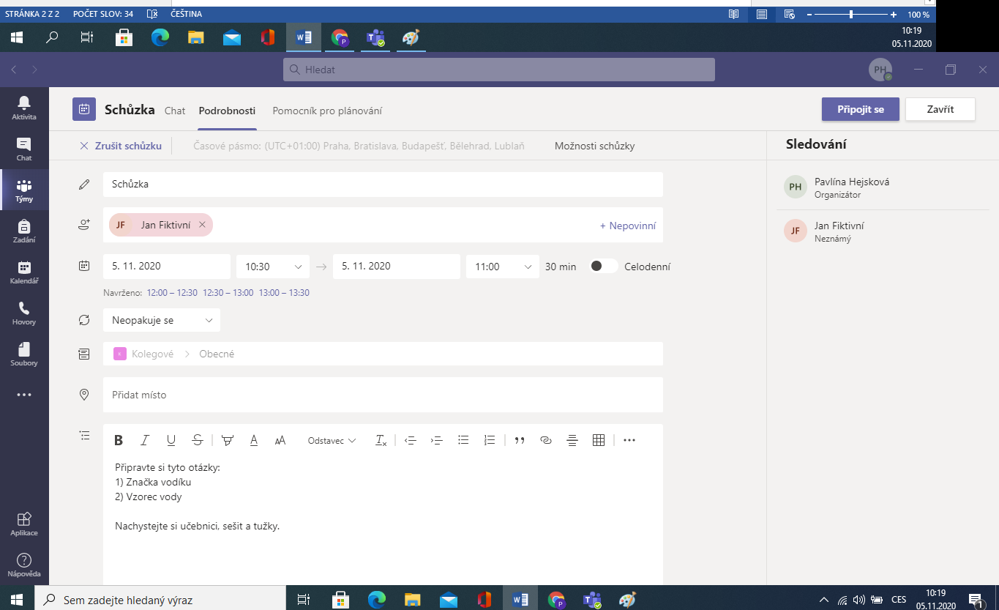 STRÁNKA 2 Z 2 POČET SLOV: 34 ČEŠTINA 100 %
10:19
05.11.2020
Hledat PH
Aktivita
Chat
Týmy
Zadání
Kalendář
Hovory
Soubory
Aplikace
Nápověda
Schůzka Chat Podrobnosti Pomocník pro plánování Připojit se Zavřít
Zrušit schůzku Časové pásmo: (UTC+01:00) Praha, Bratislava, Budapešť, Bělehrad, Lublaň Možnosti schůzky
Schůzka
JF Jan Fiktivní + Nepovinní
5. 11. 2020 10:30 5. 11. 2020 11:00 30 min Celodenní
Navrženo: 12:00 – 12:30 12:30 – 13:00 13:00 – 13:30
Neopakuje se
K Kolegové > Obecné
Přidat místo
B I U S A AA Odstavec
Připravte si tyto otázky:
1) Značka vodíku
2) Vzorec vody
Nachystejte si učebnici, sešit a tužky.
Sledování
PH Pavlína Hejsková
Organizátor
JF Jan Fiktivní
Neznámý
Sem zadejte hledaný výraz
CES
10:19
05.11.2020
1